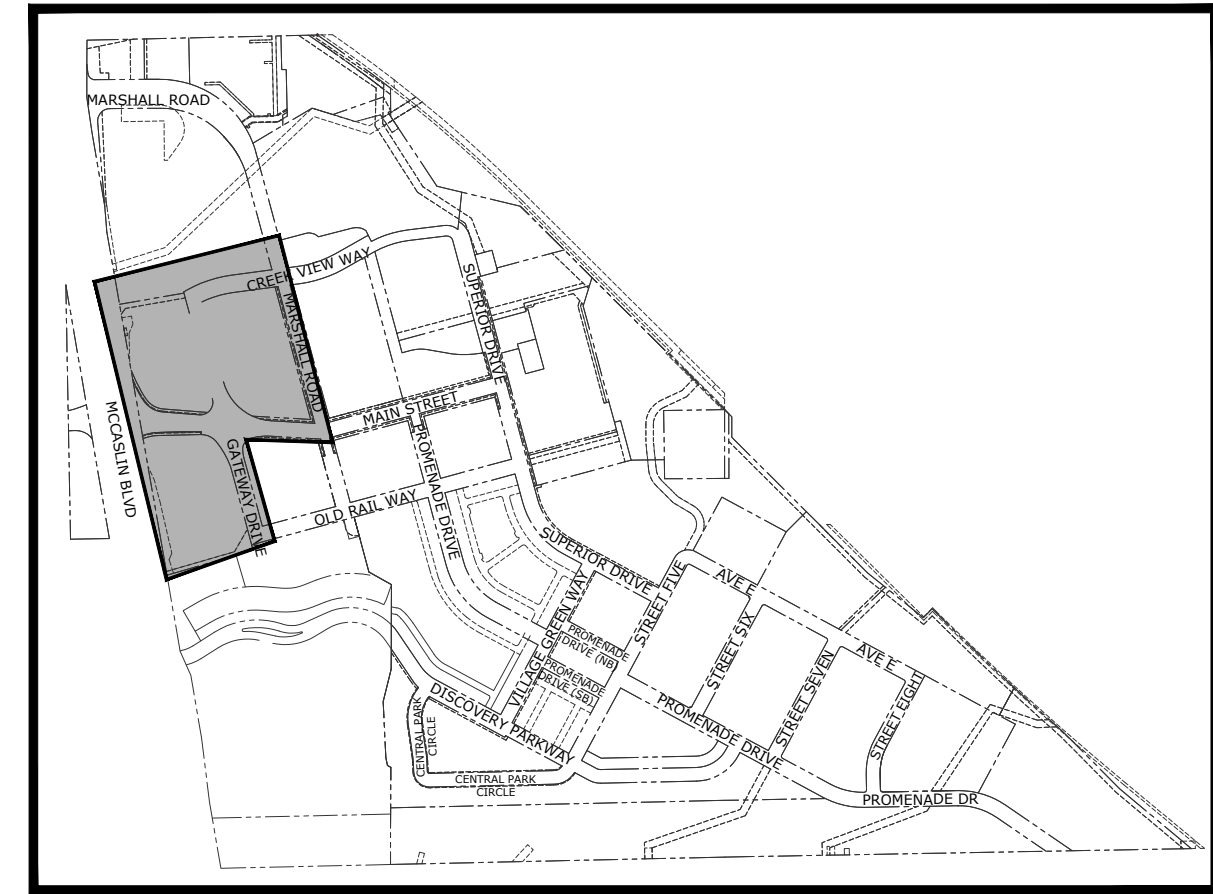 MARSHALL ROAD
CREEK VIEW WAY
MARSHALL ROAD
SUPERIOR DRIVE
MCCASLIN BLVD
MAIN STREET
GATEWAY DRIVE
PROMENADE DRIVE
OLD RAIL WAY
SUPERIOR DRIVE
VILLAGE GREEN WAY
STREET FIVE
AVE E
STREET SIX
PROMENADE
DRIVE (NB
PROMENADE
DRIVE (SB)
STREET SEVEN
AVE E
STREET EIGHT
DISCOVERY PARKWAY
PROMENADE DRIVE
CENTRAL PARK
CIRCLE
CENTRAL PARK
CIRCLE
PROMENADE DR